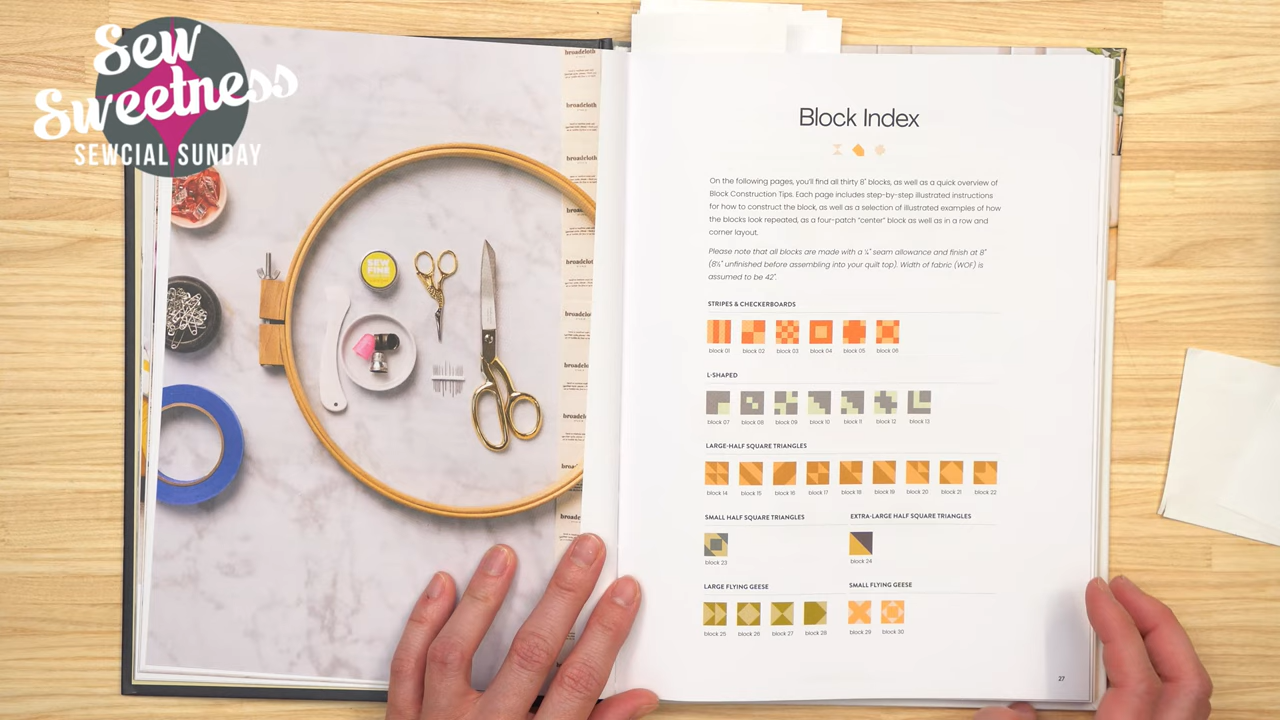 Sew
Sweetness
SEWCIAL SUNDAY
SEW
FINE
broadcloth
broadcloth
broadcloth
broadcloth
broadcloth
broadcloth
Block Index
On the following pages, you'll find all thirty 8" blocks, as well as a quick overview of
Block Construction Tips. Each page includes step-by-step illustrated instructions
for how to construct the block, as well as a selection of illustrated examples of how
the blocks look repeated, as a four-patch "center" block as well as in a row and
corner layout.
Please note that all blocks are made with a ¼" seam allowance and finish at 8"
(8½" unfinished before assembling into your quilt top). Width of fabric (WOF) is
assumed to be 42".
STRIPES & CHECKERBOARDS
block 01 block 02 block 03 block 04 block 05 block 06
L-SHAPED
block 07 block 08 block 09 block 10 block 11 block 12 block 13
LARGE-HALF SQUARE TRIANGLES
block 14 block 15 block 16 block 17 block 18 block 19 block 20 block 21 block 22
SMALL HALF SQUARE TRIANGLES EXTRA-LARGE HALF SQUARE TRIANGLES
block 23 block 24
LARGE FLYING GEESE SMALL FLYING GEESE
block 25 block 26 block 27 block 28 block 29 block 30
27